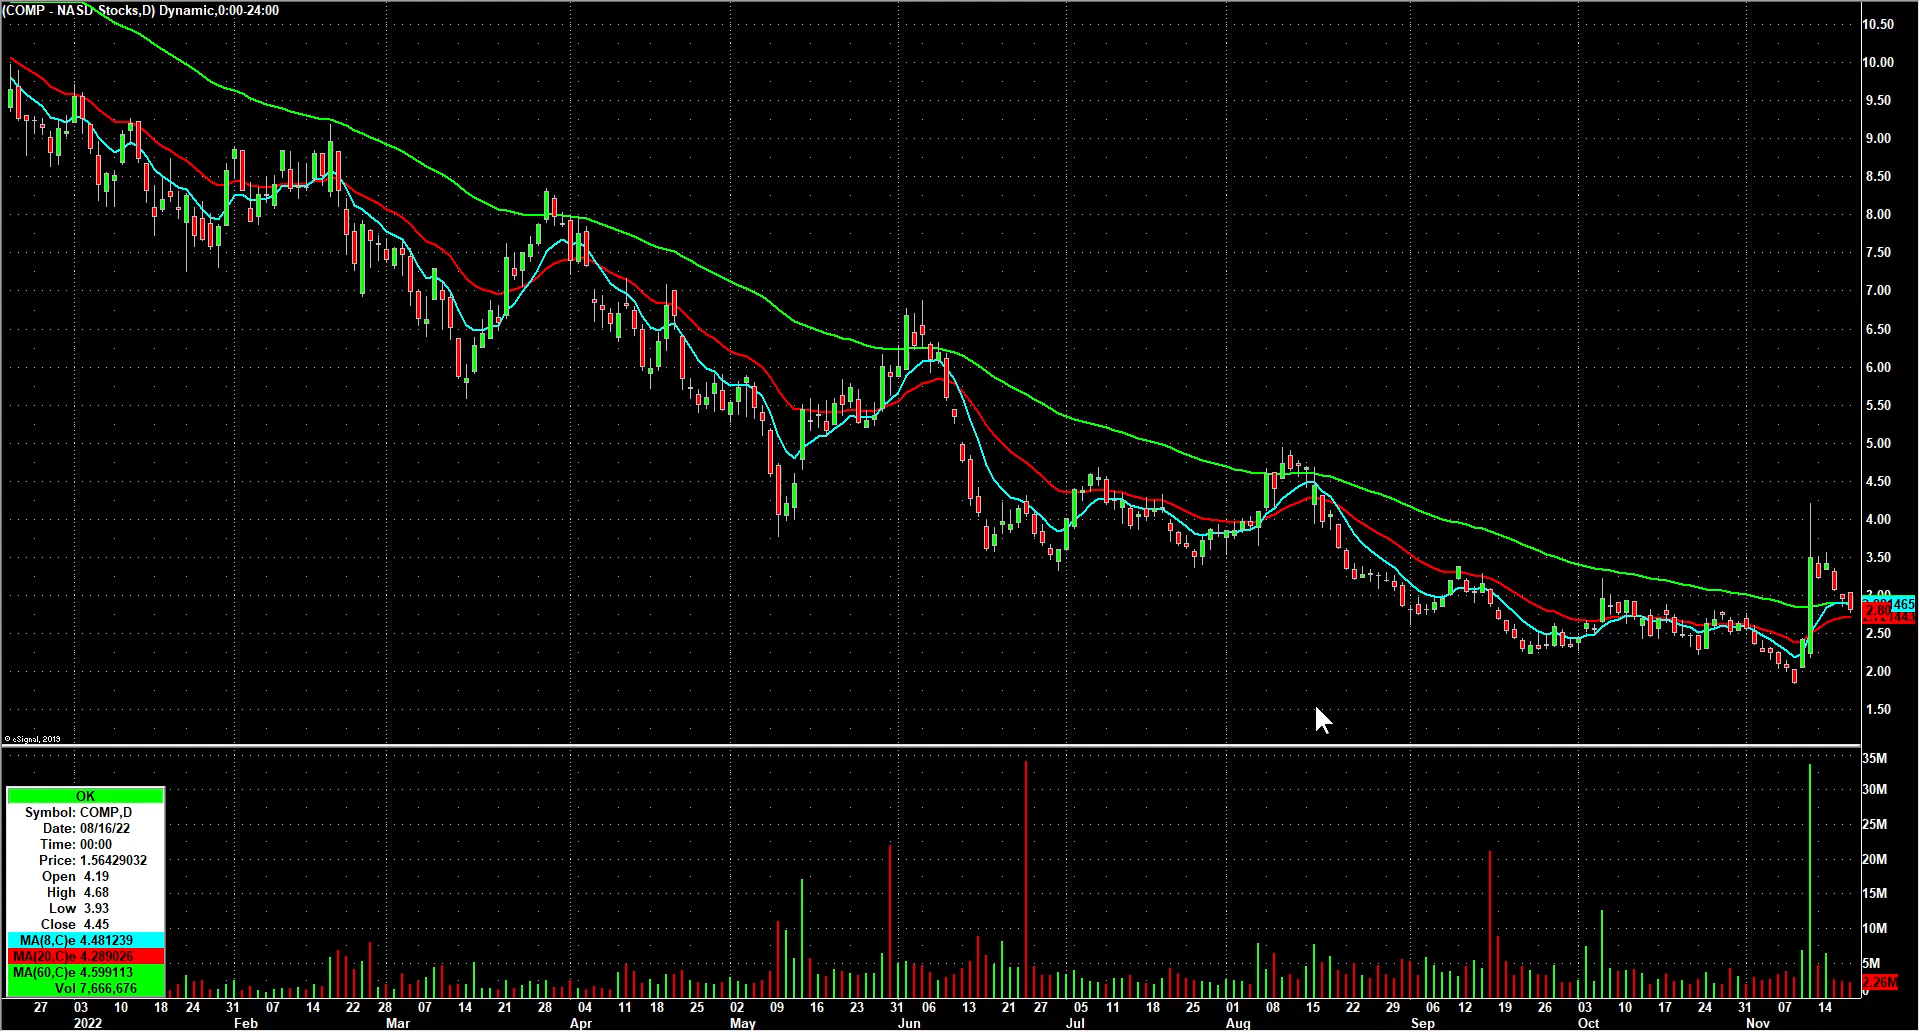 (COMP - NASD Stocks,D) Dynamic,0:00-24:00
10.50
10.00
9.50
9.00
8.50
8.00
7.50
7.00
6.50
6.00
5.50
5.00
4.50
4.00
3.50
3.00
465
2.80
2.50
2.00
1.50
© eSignal, 2019
35M
30M
25M
20M
15M
10M
5M
2.26M
0
OK
Symbol: COMP,D
Date: 08/16/22
Time: 00:00
Price: 1.56429032
Open 4.19
High 4.68
Low 3.93
Close 4.45
MA(8,C)e 4.481239
MA(20,C)e 4.289026
MA(60,C)e 4.599113
Vol 7,666,676
27 03 10 18 24 31 07 14 22 28 07 14 21 28 04 11 18 25 02 09 16 23 31 06 13 21 27 05 11 18 25 01 08 15 22 29 06 12 19 26 03 10 17 24 31 07 14
2022 Feb Mar Apr May Jun Jul Aug Sep Oct Nov